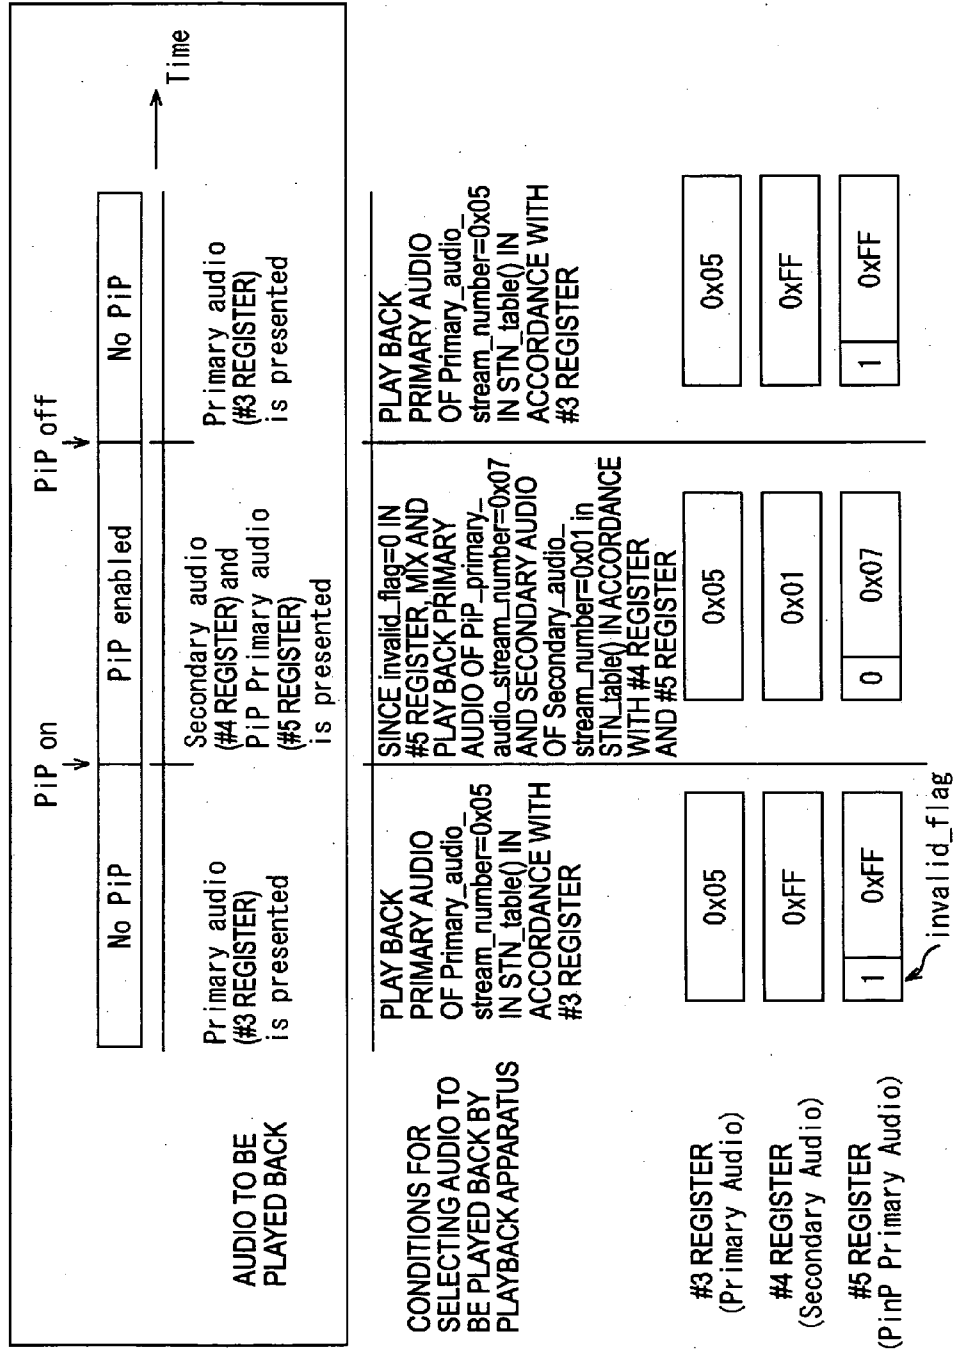 PiP on
PiP off
No PiP
PiP enabled
No PiP
Time
AUDIO TO BE
PLAYED BACK
Primary audio
(#3 REGISTER)
is presented
Secondary audio
(#4 REGISTER) and
PiP Primary audio
(#5 REGISTER)
is presented
Primary audio
(#3 REGISTER)
is presented
CONDITIONS FOR
SELECTING AUDIO TO
BE PLAYED BACK BY
PLAYBACK APPARATUS
PLAY BACK
PRIMARY AUDIO
OF Primary_audio_
stream_number=0x05
IN STN_table() IN
ACCORDANCE WITH
#3 REGISTER
SINCE invalid_flag=0 IN
#5 REGISTER, MIX AND
PLAY BACK PRIMARY
AUDIO OF PiP_primary_
audio_stream_number=0x07
AND SECONDARY AUDIO
OF Secondary_audio_
stream_number=0x01 in
STN_table() IN ACCORDANCE
WITH #4 REGISTER
AND #5 REGISTER
PLAY BACK
PRIMARY AUDIO
OF Primary_audio_
stream_number=0x05
IN STN_table() IN
ACCORDANCE WITH
#3 REGISTER
#3 REGISTER
(Primary Audio)
0x05
0x05
0x05
#4 REGISTER
(Secondary Audio)
0xFF
0x01
0xFF
#5 REGISTER
(PinP Primary Audio)
1 0xFF
0 0x07
1 0xFF
invalid_flag